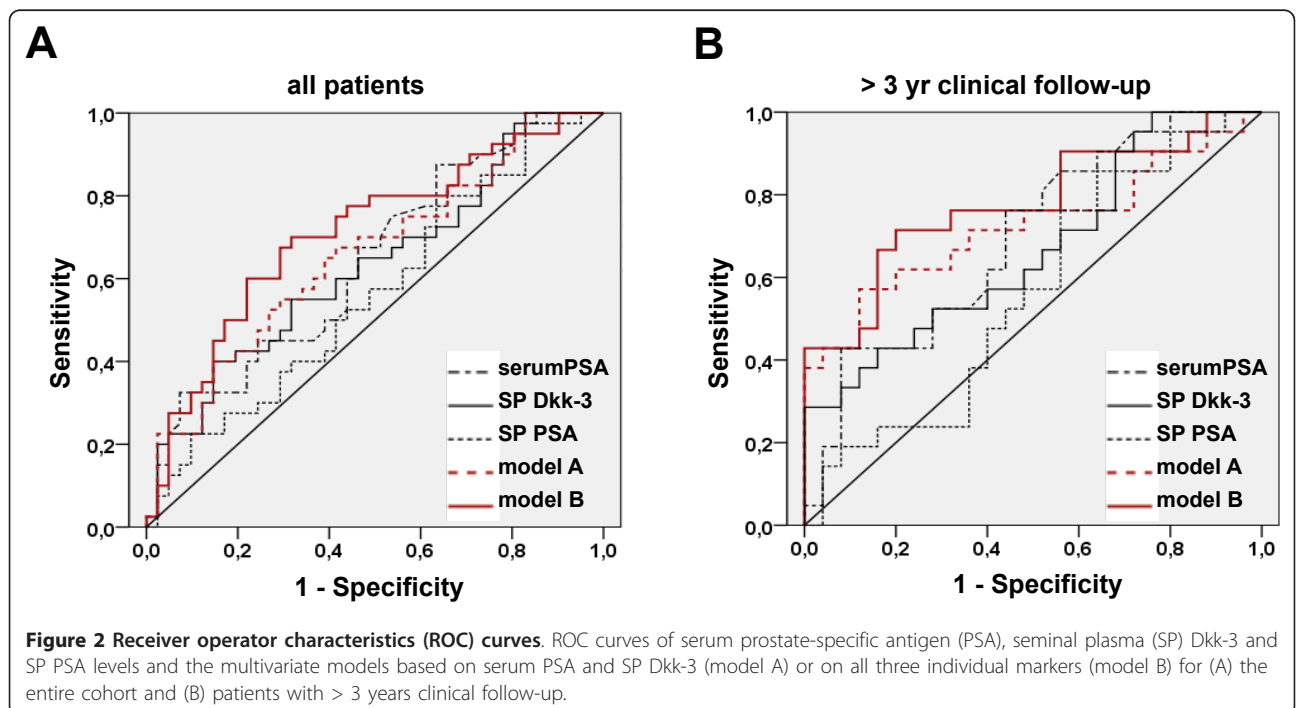 A
all patients
1,0
0,8
0,6
0,4
0,2
0,0
Sensitivity
serumPSA
SP Dkk-3
SP PSA
model A
model B
0,0 0,2 0,4 0,6 0,8 1,0
1 - Specificity
B
> 3 yr clinical follow-up
1,0
0,8
0,6
0,4
0,2
0,0
Sensitivity
serumPSA
SP Dkk-3
SP PSA
model A
model B
0,0 0,2 0,4 0,6 0,8 1,0
1 - Specificity
Figure 2 Receiver operator characteristics (ROC) curves. ROC curves of serum prostate-specific antigen (PSA), seminal plasma (SP) Dkk-3 and
SP PSA levels and the multivariate models based on serum PSA and SP Dkk-3 (model A) or on all three individual markers (model B) for (A) the
entire cohort and (B) patients with > 3 years clinical follow-up.